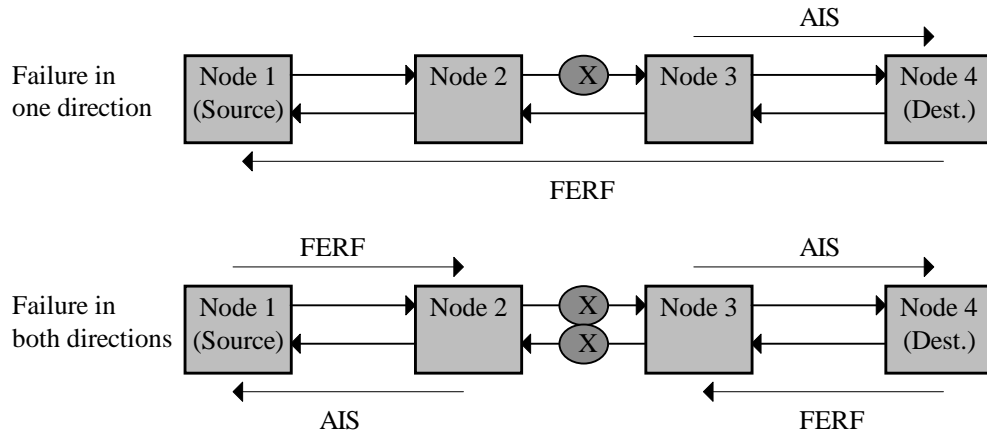 AIS
Failure in
one direction
Node 1
(Source)
Node 2
X
Node 3
Node 4
(Dest.)
FERF
FERF
AIS
Failure in
both directions
Node 1
(Source)
Node 2
X
X
Node 3
Node 4
(Dest.)
AIS
FERF